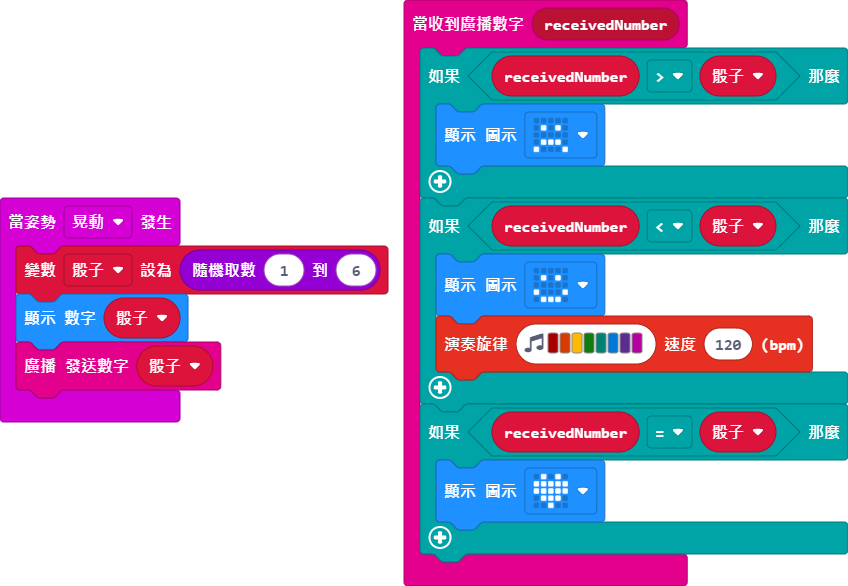 當姿勢 晃動 發生
變數 骰子 設為 隨機取數 1 到 6
顯示 數字 骰子
廣播 發送數字 骰子
當收到廣播數字 receivedNumber
如果 receivedNumber > 骰子 那麼
顯示 圖示
如果 receivedNumber < 骰子 那麼
顯示 圖示
演奏旋律 速度 120 (bpm)
如果 receivedNumber = 骰子 那麼
顯示 圖示